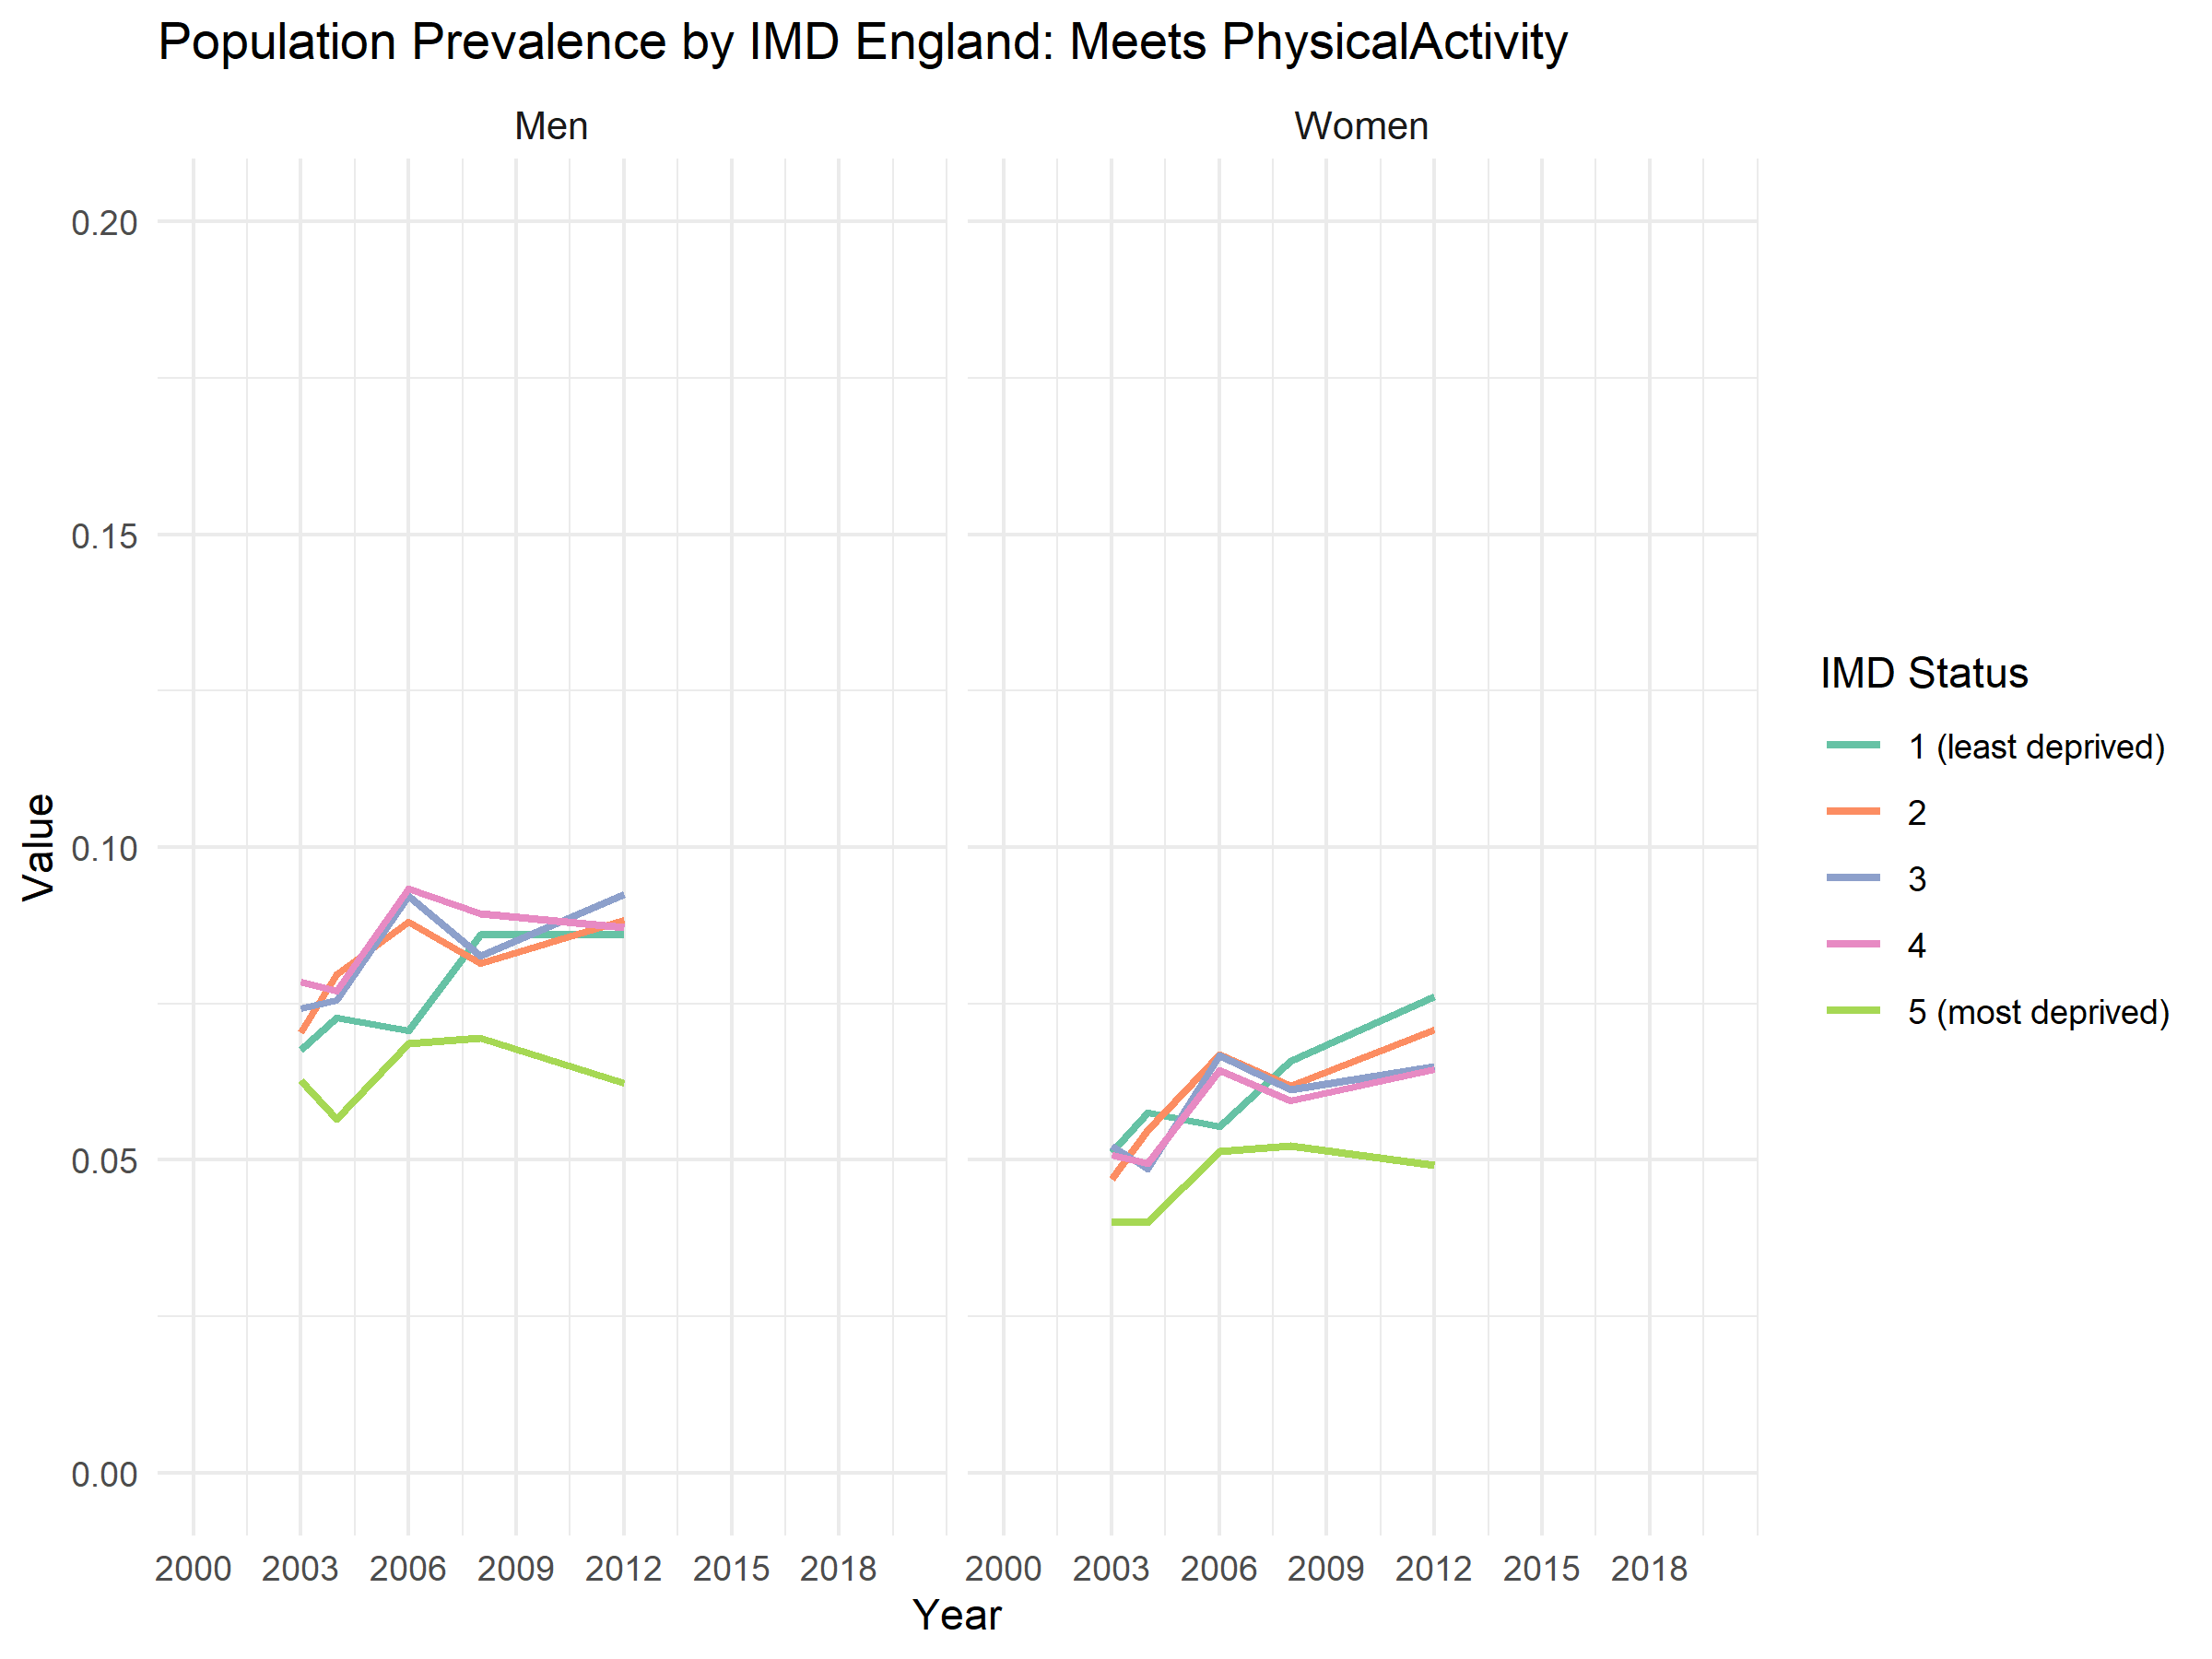 Population Prevalence by IMD England: Meets PhysicalActivity
Men
Women
0.20
0.15
0.10
0.05
0.00
Value
2000 2003 2006 2009 2012 2015 2018
2000 2003 2006 2009 2012 2015 2018
Year
IMD Status
1 (least deprived)
2
3
4
5 (most deprived)